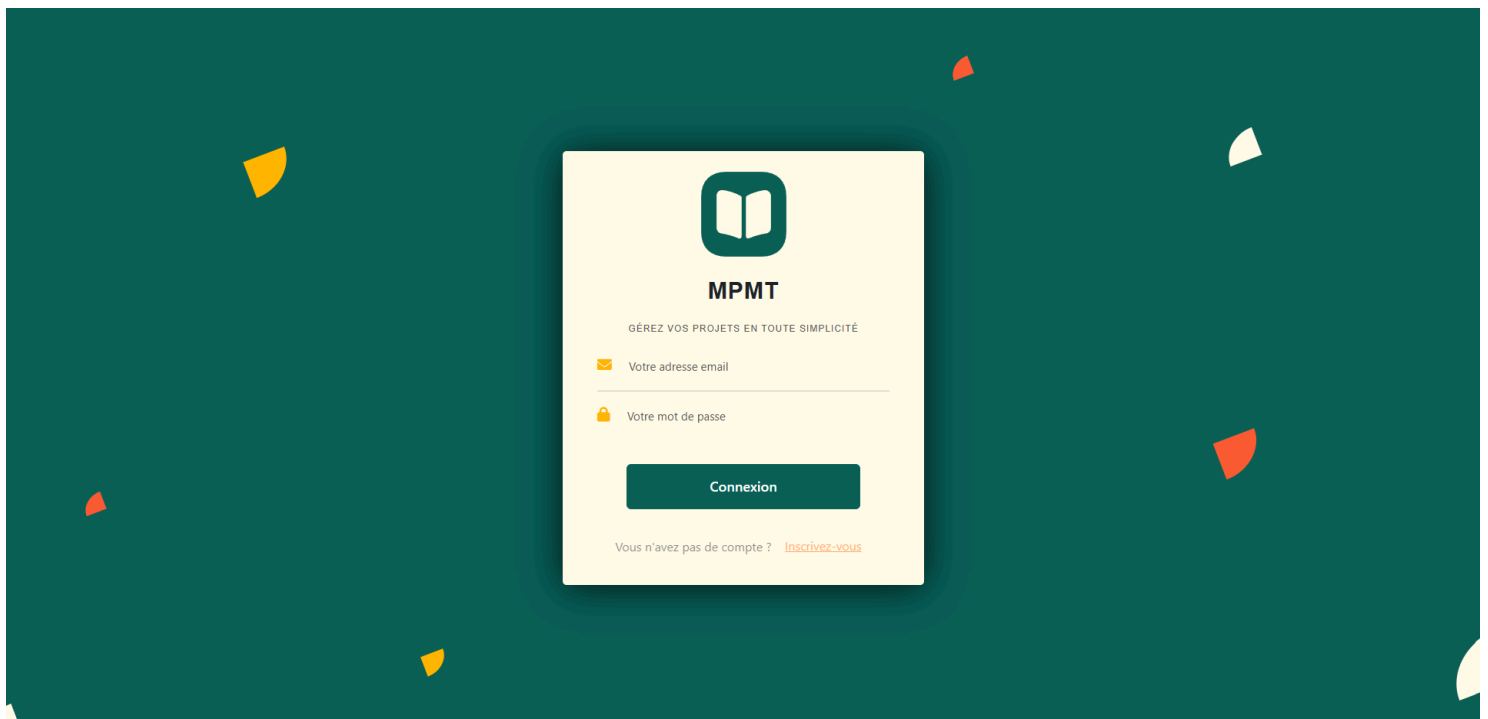 MPMT
GÉREZ VOS PROJETS EN TOUTE SIMPLICITÉ
Votre adresse email
Votre mot de passe
Connexion
Vous n'avez pas de compte ? Inscrivez-vous